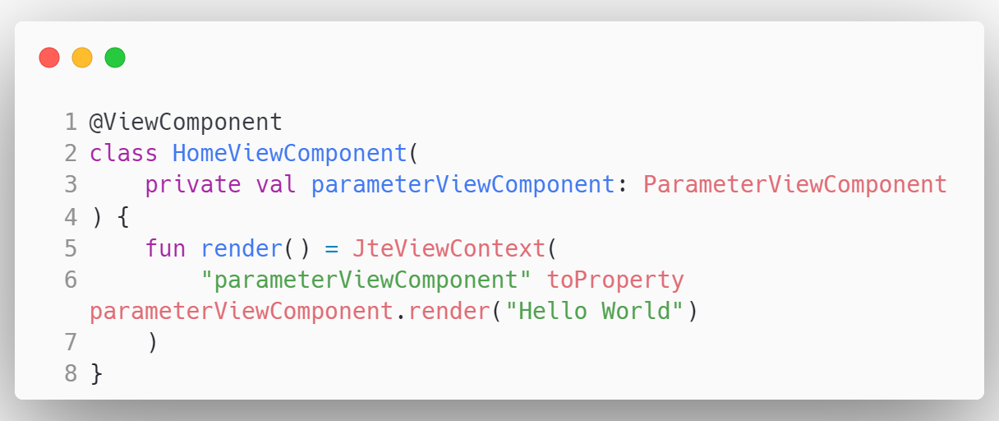 1 @ViewComponent
2 class HomeViewComponent(
3     private val parameterViewComponent: ParameterViewComponent
4 ) {
5     fun render() = JteViewContext(
6         "parameterViewComponent" toProperty
parameterViewComponent.render("Hello World")
7     )
8 }